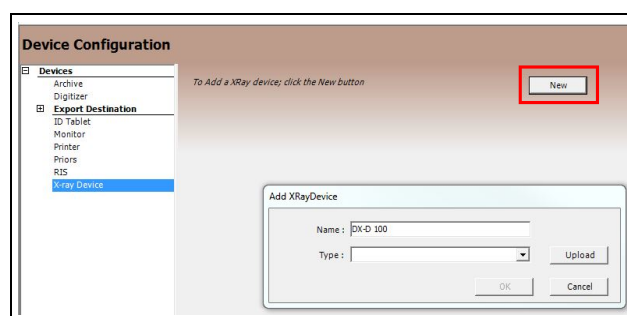 Device Configuration
Devices
Archive
Digitizer
Export Destination
ID Tablet
Monitor
Printer
Priors
RIS
X-ray Device
To Add a XRay device; click the New button
New
Add XRayDevice
Name : DX-D 100
Type :
Upload
OK
Cancel